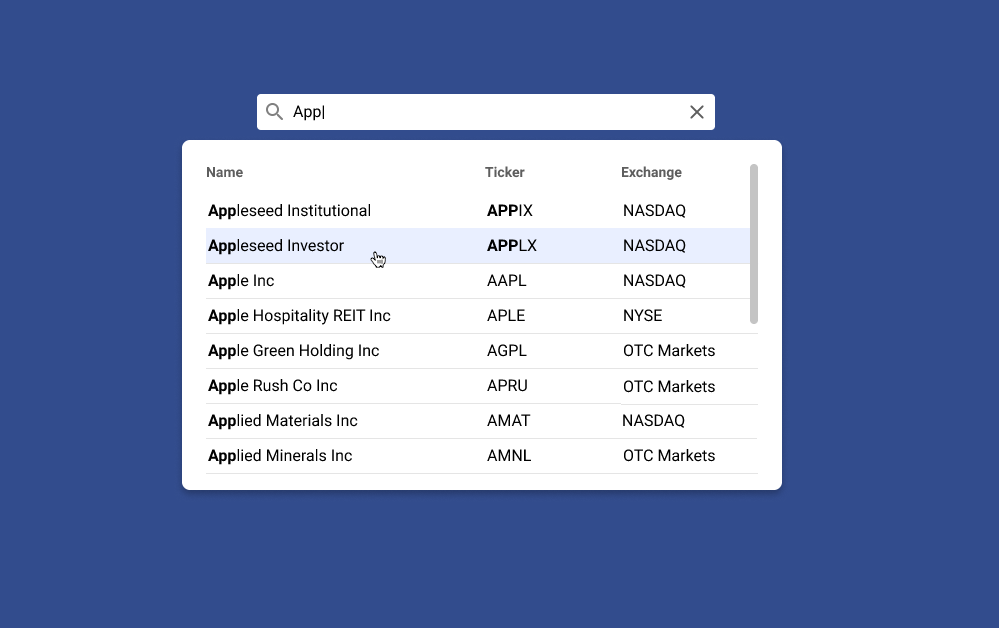 App
Name Ticker Exchange
Appleseed Institutional APPIX NASDAQ
Appleseed Investor APPLX NASDAQ
Apple Inc AAPL NASDAQ
Apple Hospitality REIT Inc APLE NYSE
Apple Green Holding Inc AGPL OTC Markets
Apple Rush Co Inc APRU OTC Markets
Applied Materials Inc AMAT NASDAQ
Applied Minerals Inc AMNL OTC Markets